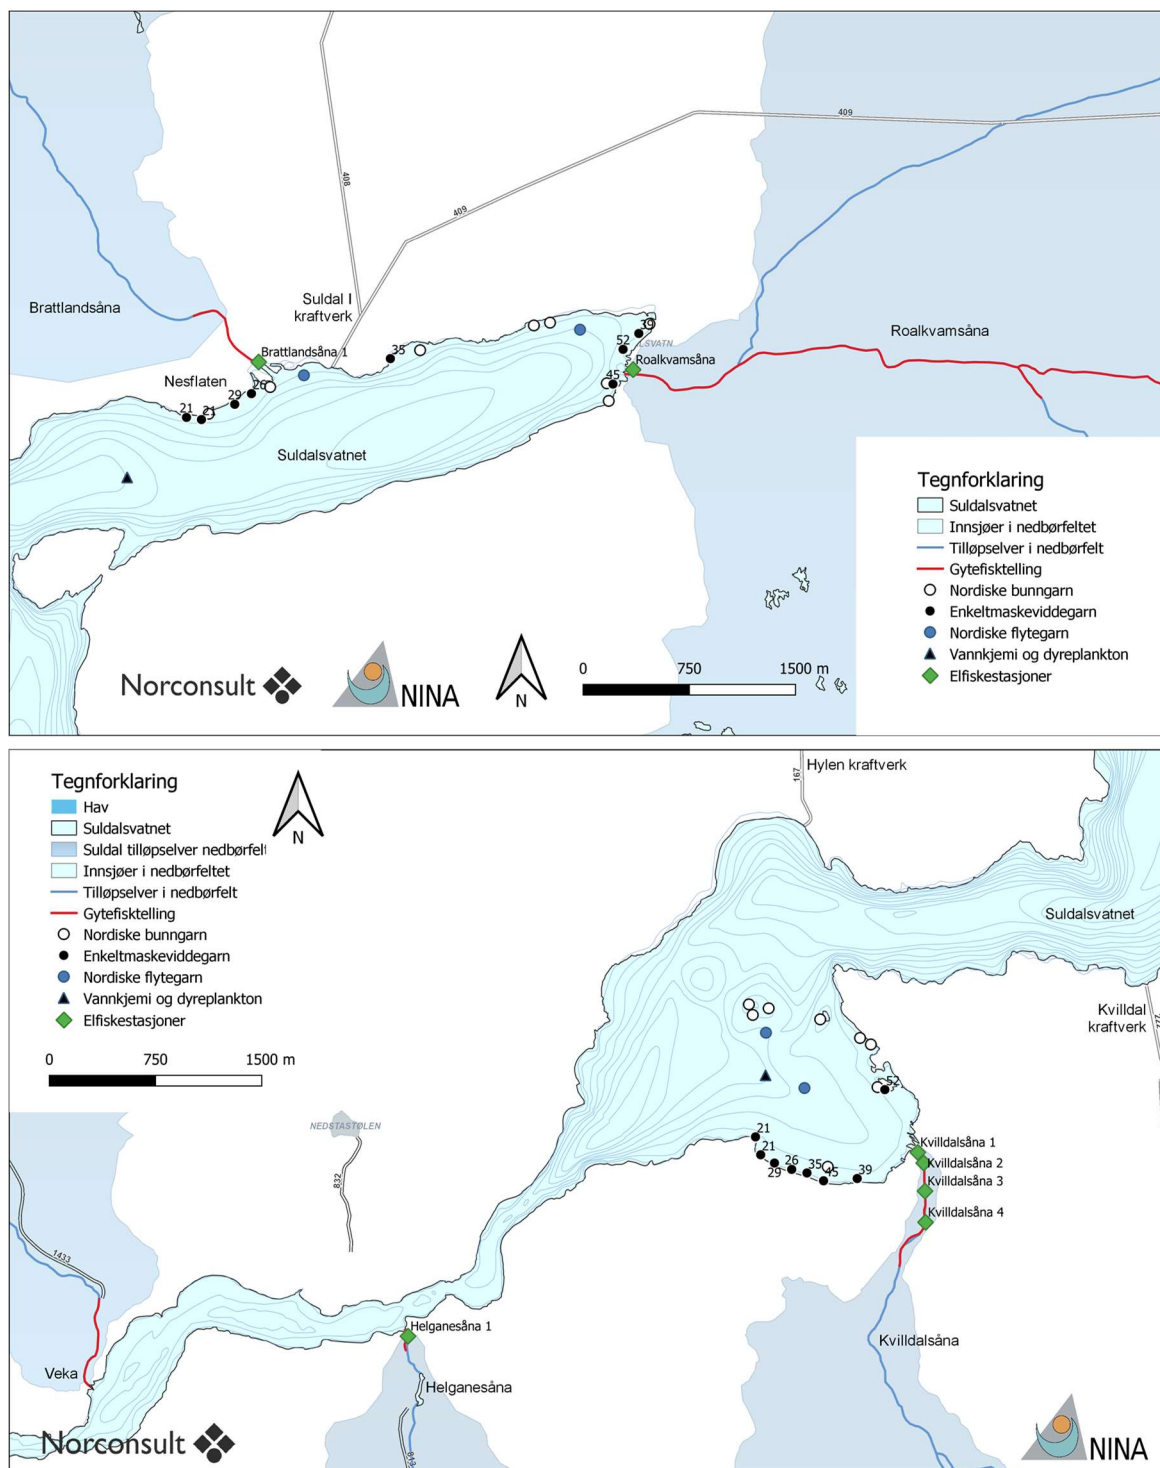 409
408
409
Brattlandsåna
Suldal I
kraftverk
Roalkvamsåna
Brattlandsåna 1
35
39
52
LSVATN
Roalkvamsåna
Nesflaten
26
45
29
21
21
Suldalsvatnet
Tegnforklaring
Suldalsvatnet
Innsjøer i nedbørfeltet
Tilløpselver i nedbørfelt
Gytefisktelling
Nordiske bunngarn
Enkeltmaskeviddegarn
Nordiske flytegarn
Vannkjemi og dyreplankton
Elfiskestasjoner
Norconsult
NINA
N
0 750 1500 m
Tegnforklaring
Hav
Suldalsvatnet
Suldal tilløpselver nedbørfelt
Innsjøer i nedbørfeltet
Tilløpselver i nedbørfelt
Gytefisktelling
Nordiske bunngarn
Enkeltmaskeviddegarn
Nordiske flytegarn
Vannkjemi og dyreplankton
Elfiskestasjoner
0 750 1500 m
N
Hylen kraftverk
167
Suldalsvatnet
Kvilldal
kraftverk
52
NEDSTASTØLEN
832
21
21
29
26
35
45
39
Kvilldalsåna 1
Kvilldalsåna 2
Kvilldalsåna 3
Kvilldalsåna 4
1433
Helganesåna 1
Kvilldalsåna
Veka
Helganesåna
813
Norconsult
NINA